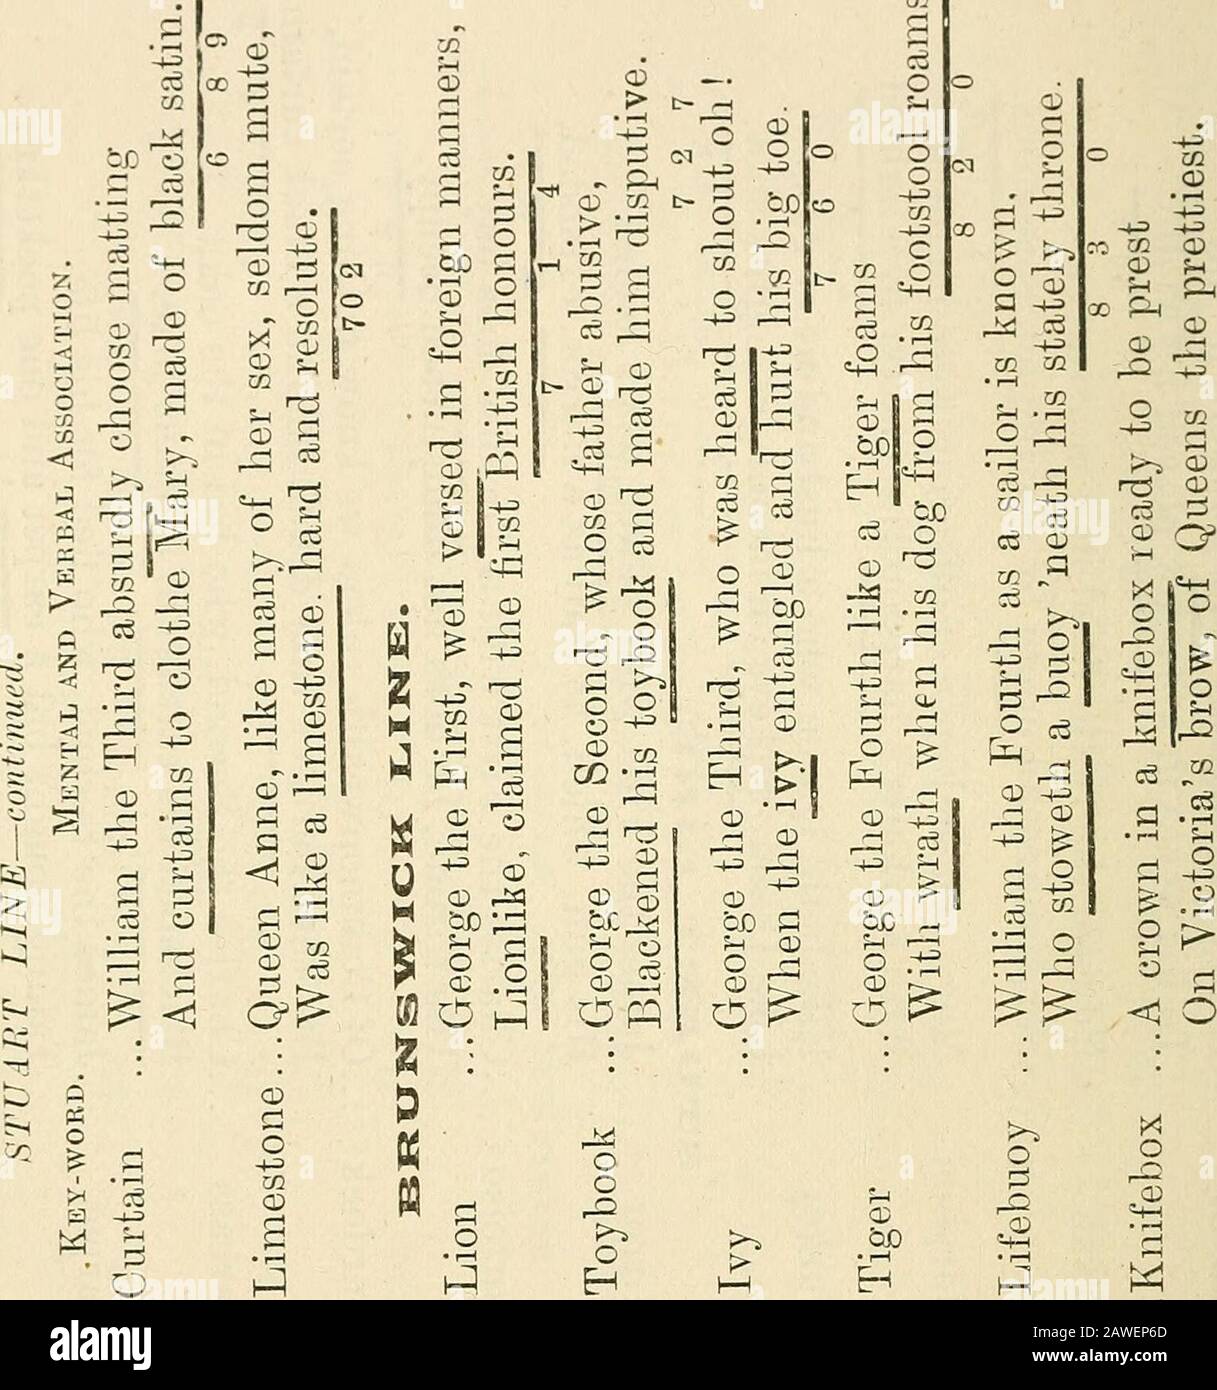 STUART LINE—continued.
KEY-WORD. MENTAL AND VERBAL ASSOCIATION.
Curtain ...William the Third absurdly choose matting
And curtains to clothe Mary, made of black satin.
6 8 9
Limestone...Queen Anne, like many of her sex, seldom mute,
Was like a limestone. hard and resolute.
7 0 2
BRUNSWICK LINE.
Lion ...George the First, well versed in foreign manners,
Lionlike, claimed the first British honours.
7 1 4
Toybook ...George the Second, whose father abusive,
Blackened his toybook and made him disputive.
7 2 7
Ivy ...George the Third, who was heard to shout oh!
When the ivy entangled and hurt his big toe.
7 6 0
Tiger ...George the Fourth like a Tiger foams
With wrath when his dog from his footstool roams
8 2 0
Lifebuoy ...William the Fourth as a sailor is known,
Who stoweth a buoy 'neath his stately throne.
8 3 0
Knifebox ...A crown in a knifebox ready to be prest
On Victoria's brow, of Queens the prettiest.
alamy
Image ID: 2AWEP6D
www.alamy.com